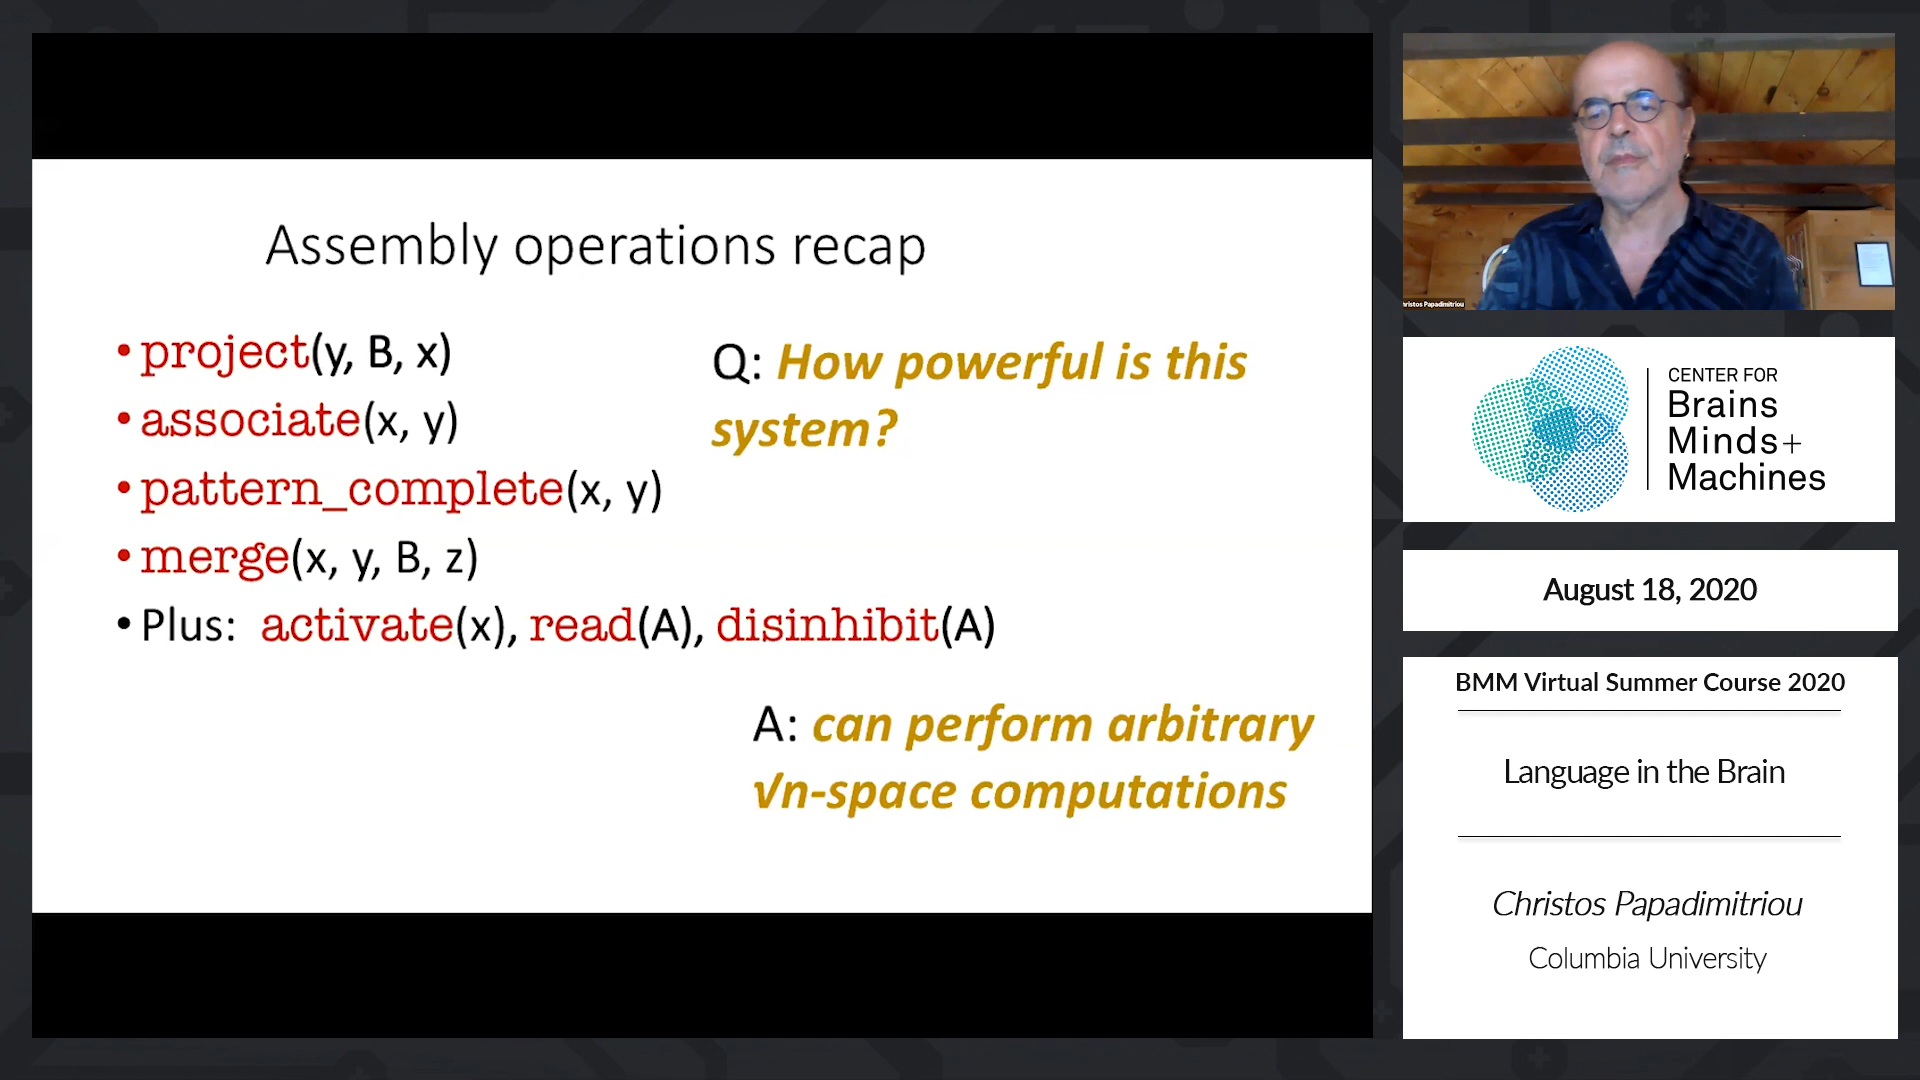 Assembly operations recap
• project(y, B, x)
• associate(x, y)
• pattern_complete(x, y)
• merge(x, y, B, z)
• Plus: activate(x), read(A), disinhibit(A)
Q: How powerful is this
system?
A: can perform arbitrary
√n-space computations
Christos Papadimitriou
CENTER FOR
Brains
Minds+
Machines
August 18, 2020
BMM Virtual Summer Course 2020
Language in the Brain
Christos Papadimitriou
Columbia University